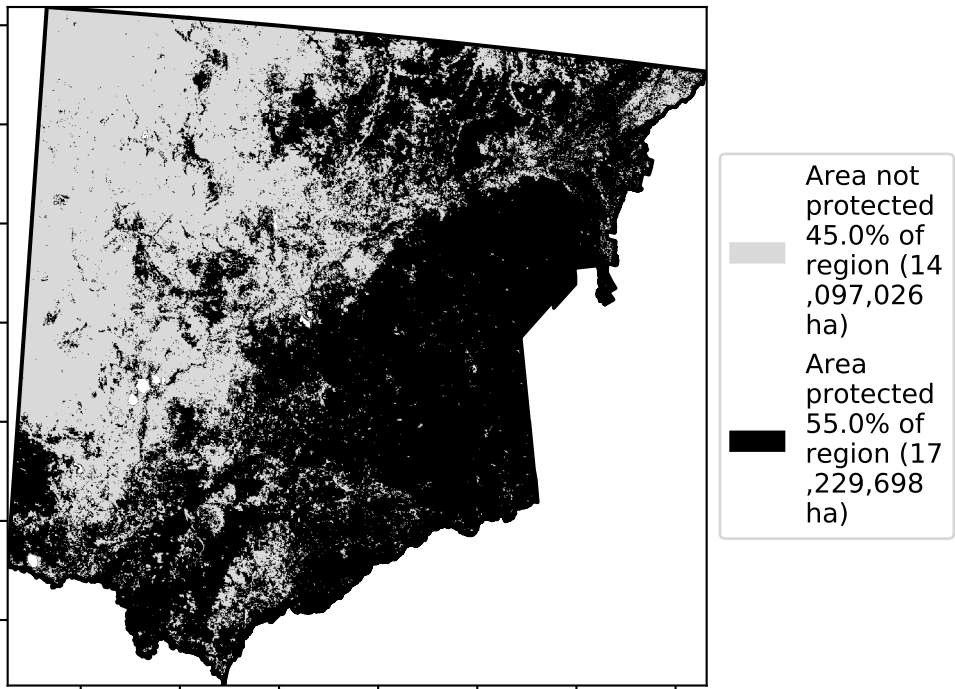 Area not
protected
45.0% of
region (14
,097,026
ha)
Area
protected
55.0% of
region (17
,229,698
ha)